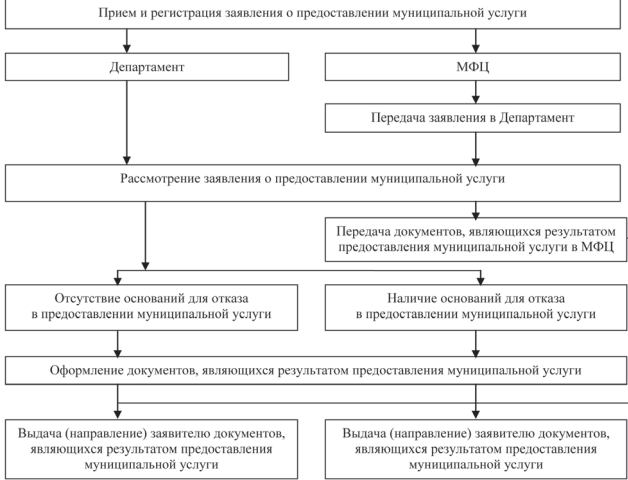 Прием и регистрация заявления о предоставлении муниципальной услуги
Департамент
МФЦ
Передача заявления в Департамент
Рассмотрение заявления о предоставлении муниципальной услуги
Передача документов, являющихся результатом
предоставления муниципальной услуги в МФЦ
Отсутствие оснований для отказа
в предоставлении муниципальной услуги
Наличие оснований для отказа
в предоставлении муниципальной услуги
Оформление документов, являющихся результатом предоставления муниципальной услуги
Выдача (направление) заявителю документов,
являющихся результатом предоставления
муниципальной услуги
Выдача (направление) заявителю документов,
являющихся результатом предоставления
муниципальной услуги